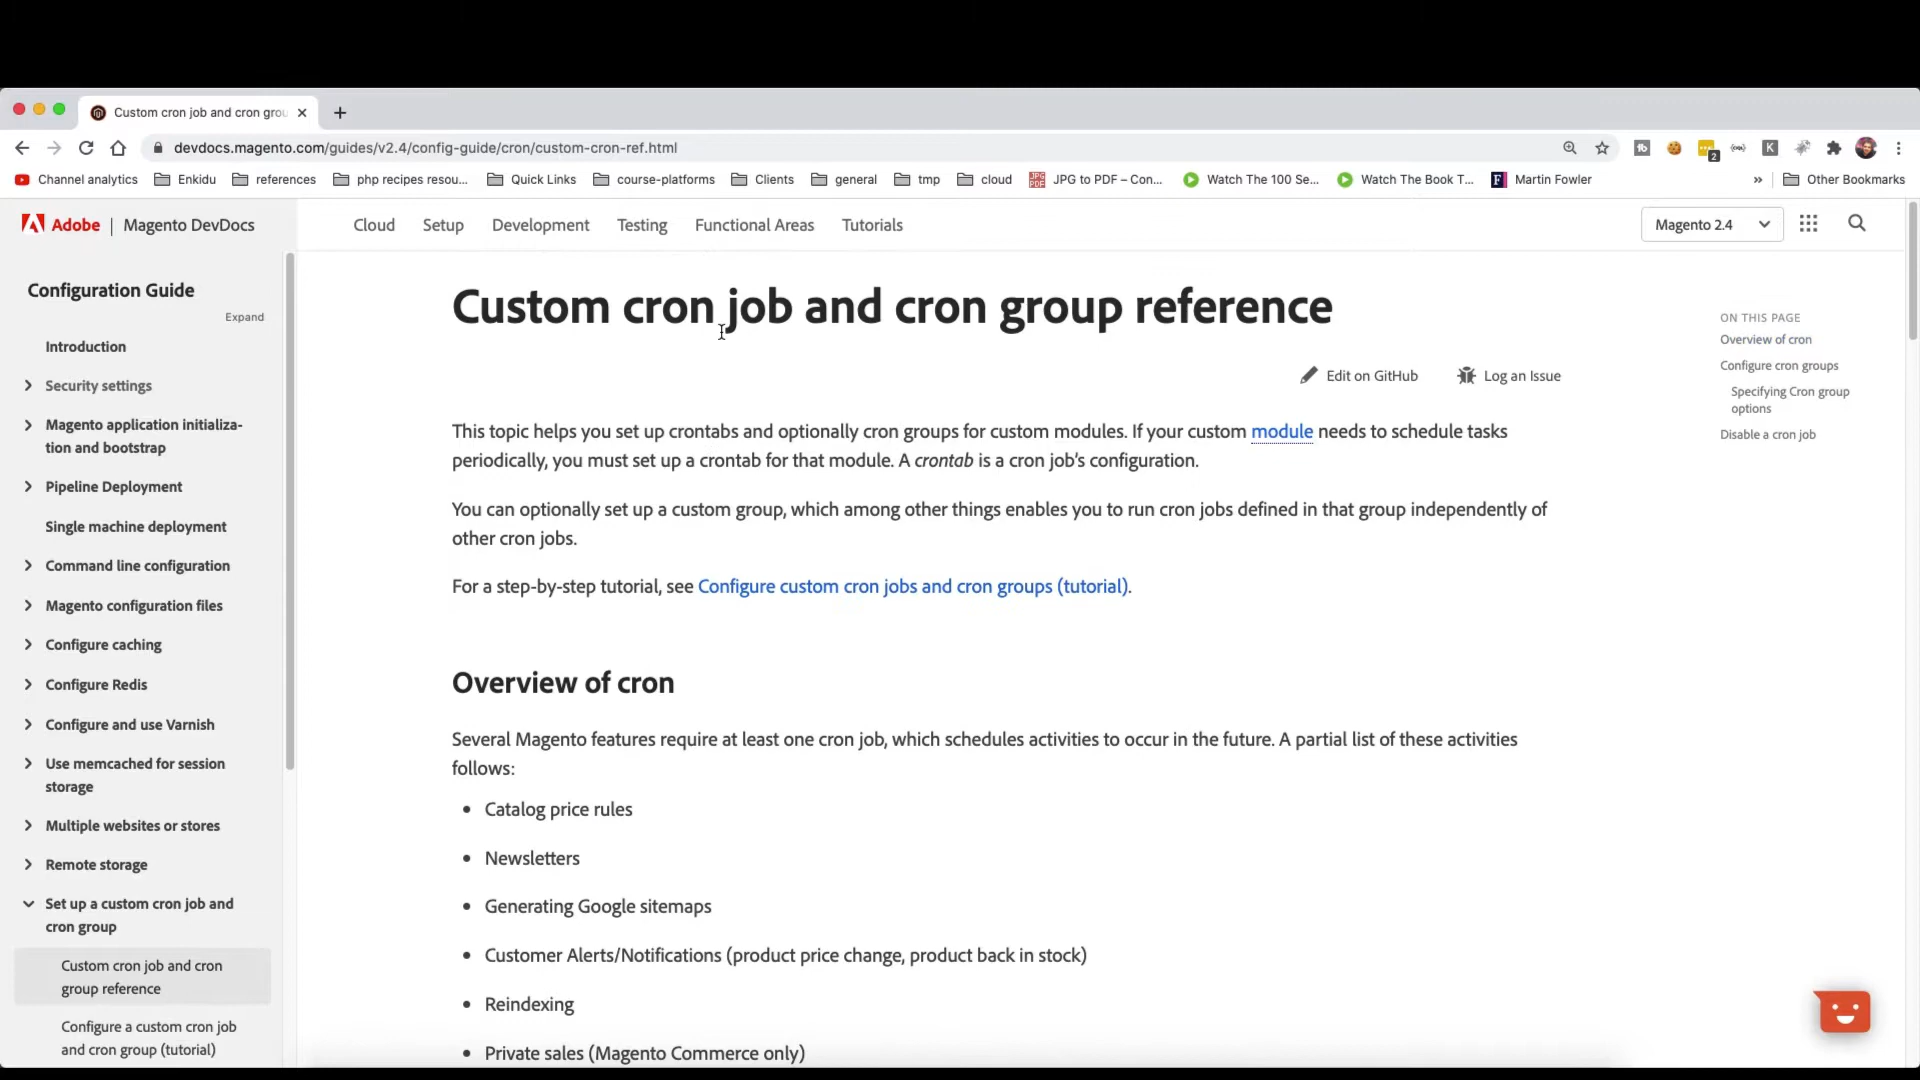 Custom cron job and cron grou
devdocs.magento.com/guides/v2.4/config-guide/cron/custom-cron-ref.html
2
K
Channel analytics
Enkidu
references
php recipes resou...
Quick Links
course-platforms
Clients
general
tmp
cloud
JPG to PDF – Con...
Watch The 100 Se...
Watch The Book T...
F
Martin Fowler
»
Other Bookmarks
Adobe | Magento DevDocs
Cloud
Setup
Development
Testing
Functional Areas
Tutorials
Magento 2.4
Configuration Guide
Expand
Introduction
Security settings
Magento application initializa-
tion and bootstrap
Pipeline Deployment
Single machine deployment
Command line configuration
Magento configuration files
Configure caching
Configure Redis
Configure and use Varnish
Use memcached for session
storage
Multiple websites or stores
Remote storage
Set up a custom cron job and
cron group
Custom cron job and cron
group reference
Configure a custom cron job
and cron group (tutorial)
Custom cron job and cron group reference
Edit on GitHub
Log an Issue
This topic helps you set up crontabs and optionally cron groups for custom modules. If your custom module needs to schedule tasks
periodically, you must set up a crontab for that module. A crontab is a cron job’s configuration.
You can optionally set up a custom group, which among other things enables you to run cron jobs defined in that group independently of
other cron jobs.
For a step-by-step tutorial, see Configure custom cron jobs and cron groups (tutorial).
Overview of cron
Several Magento features require at least one cron job, which schedules activities to occur in the future. A partial list of these activities
follows:
• Catalog price rules
• Newsletters
• Generating Google sitemaps
• Customer Alerts/Notifications (product price change, product back in stock)
• Reindexing
• Private sales (Magento Commerce only)
ON THIS PAGE
Overview of cron
Configure cron groups
Specifying Cron group
options
Disable a cron job